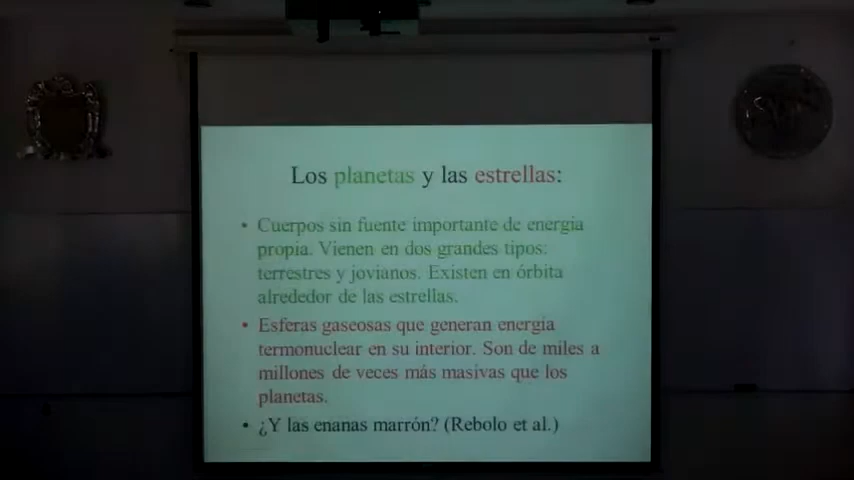 Los planetas y las estrellas:
• Cuerpos sin fuente importante de energía
propia. Vienen en dos grandes tipos:
terrestres y jovianos. Existen en órbita
alrededor de las estrellas.
• Esferas gaseosas que generan energía
termonuclear en su interior. Son de miles a
millones de veces más masivas que los
planetas.
• ¿Y las enanas marrón? (Rebolo et al.)